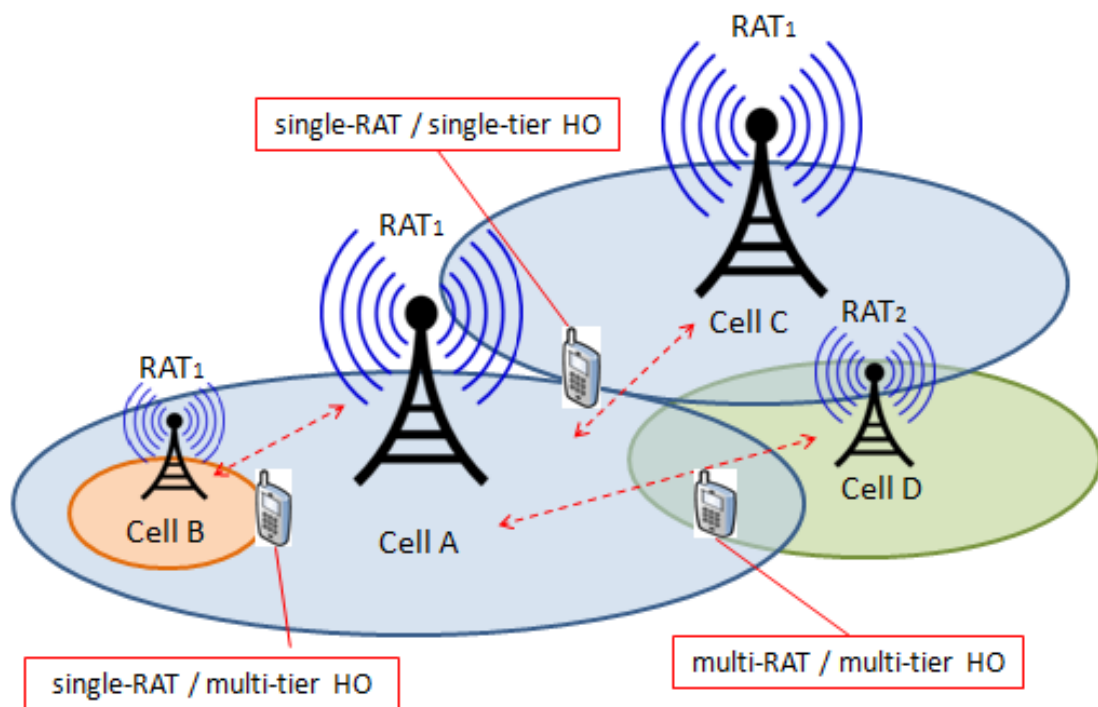 RAT1
single-RAT / single-tier HO
RAT1
Cell C
RAT2
RAT1
Cell D
Cell B
Cell A
multi-RAT / multi-tier HO
single-RAT / multi-tier HO